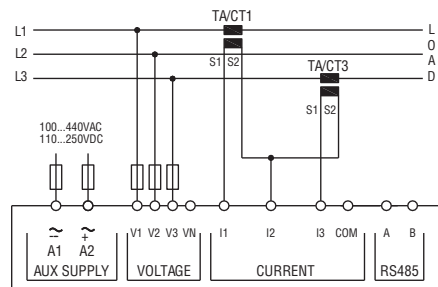 TA/CT1
L1 L
L2 O
TA/CT3
S1 S2 A
L3 D
S1 S2
100...440VAC
110...250VDC
V1 V2 V3 VN I1 I2 I3 COM A B
~ ~
-- +
A1 A2
AUX SUPPLY VOLTAGE CURRENT RS485